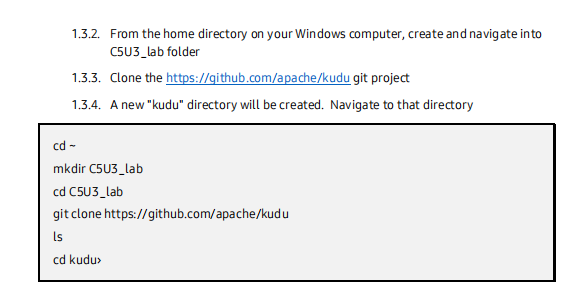 1.3.2. From the home directory on your Windows computer, create and navigate into
C5U3_lab folder
1.3.3. Clone the https://github.com/apache/kudu git project
1.3.4. A new "kudu" directory will be created. Navigate to that directory
cd ~
mkdir C5U3_lab
cd C5U3_lab
git clone https://github.com/apache/kudu
ls
cd kudu>